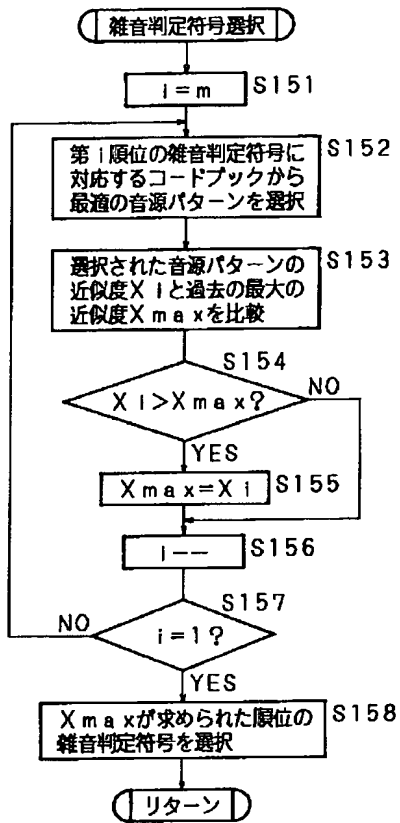 雑音判定符号選択
i=m
S151
第i順位の雑音判定符号に
対応するコードブックから
最適の音源パターンを選択
S152
選択された音源パターンの
近似度Xiと過去の最大の
近似度Xmaxを比較
S153
S154
Xi>Xmax?
NO
YES
Xmax=Xi
S155
i--
S156
S157
NO
i=1?
YES
Xmaxが求められた順位の
雑音判定符号を選択
S158
リターン